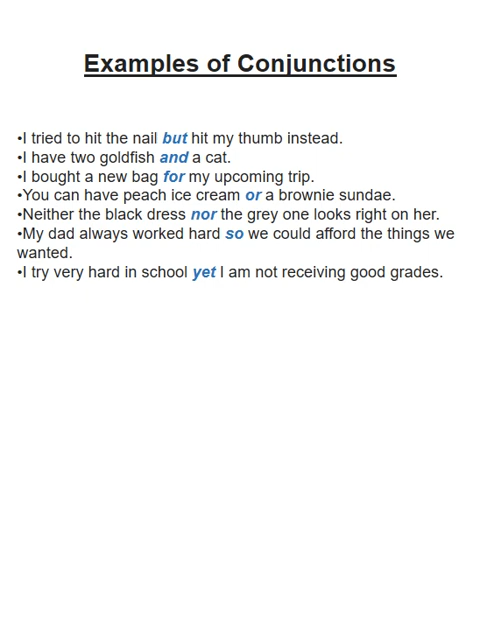 Examples of Conjunctions
•I tried to hit the nail but hit my thumb instead.
•I have two goldfish and a cat.
•I bought a new bag for my upcoming trip.
•You can have peach ice cream or a brownie sundae.
•Neither the black dress nor the grey one looks right on her.
•My dad always worked hard so we could afford the things we
wanted.
•I try very hard in school yet I am not receiving good grades.